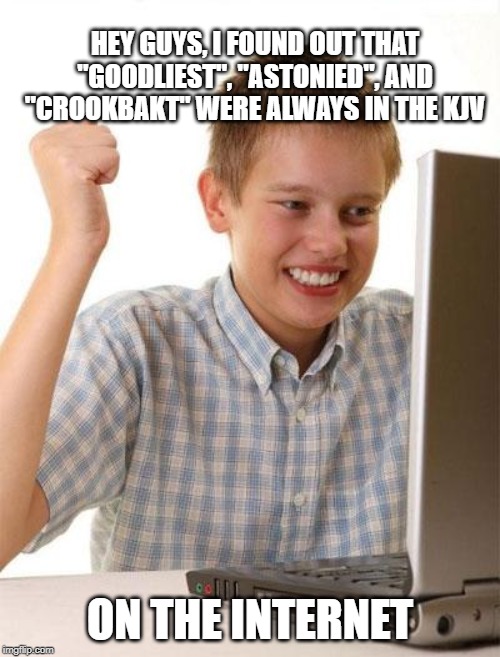 HEY GUYS, I FOUND OUT THAT
"GOODLIEST", "ASTONIED", AND
"CROOKBAKT" WERE ALWAYS IN THE KJV
ON THE INTERNET
imgflip.com